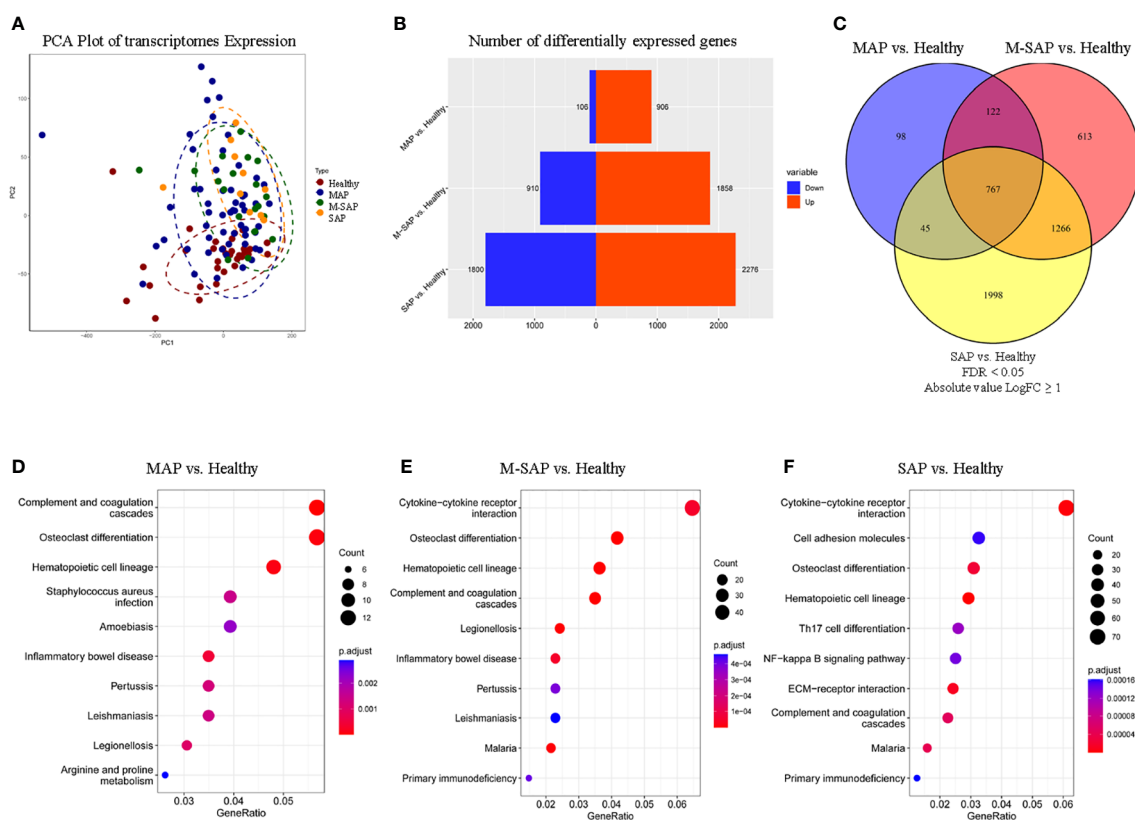 A
PCA Plot of transcriptomes Expression
100
50
0
−50
PC2
−400
−200
0
200
PC1
Type
Healthy
MAP
M-SAP
SAP
B
Number of differentially expressed genes
MAP vs. Healthy
M-SAP vs. Healthy
SAP vs. Healthy
106
906
910
1858
1800
2276
2000
1000
0
1000
2000
variable
Down
Up
C
MAP vs. Healthy
M-SAP vs. Healthy
98
122
613
767
45
1266
1998
SAP vs. Healthy
FDR < 0.05
Absolute value LogFC ≥ 1
D
MAP vs. Healthy
Complement and coagulation
cascades
Osteoclast differentiation
Hematopoietic cell lineage
Staphylococcus aureus
infection
Amoebiasis
Inflammatory bowel disease
Pertussis
Leishmaniasis
Legionellosis
Arginine and proline
metabolism
0.03
0.04
0.05
GeneRatio
Count
6
8
10
12
p.adjust
0.002
0.001
E
M-SAP vs. Healthy
Cytokine−cytokine receptor
interaction
Osteoclast differentiation
Hematopoietic cell lineage
Complement and coagulation
cascades
Legionellosis
Inflammatory bowel disease
Pertussis
Leishmaniasis
Malaria
Primary immunodeficiency
0.02
0.03
0.04
0.05
0.06
GeneRatio
Count
20
30
40
p.adjust
4e−04
3e−04
2e−04
1e−04
F
SAP vs. Healthy
Cytokine−cytokine receptor
interaction
Cell adhesion molecules
Osteoclast differentiation
Hematopoietic cell lineage
Th17 cell differentiation
NF−kappa B signaling pathway
ECM−receptor interaction
Complement and coagulation
cascades
Malaria
Primary immunodeficiency
0.02
0.03
0.04
0.05
0.06
GeneRatio
Count
20
30
40
50
60
70
p.adjust
0.00016
0.00012
0.00008
0.00004